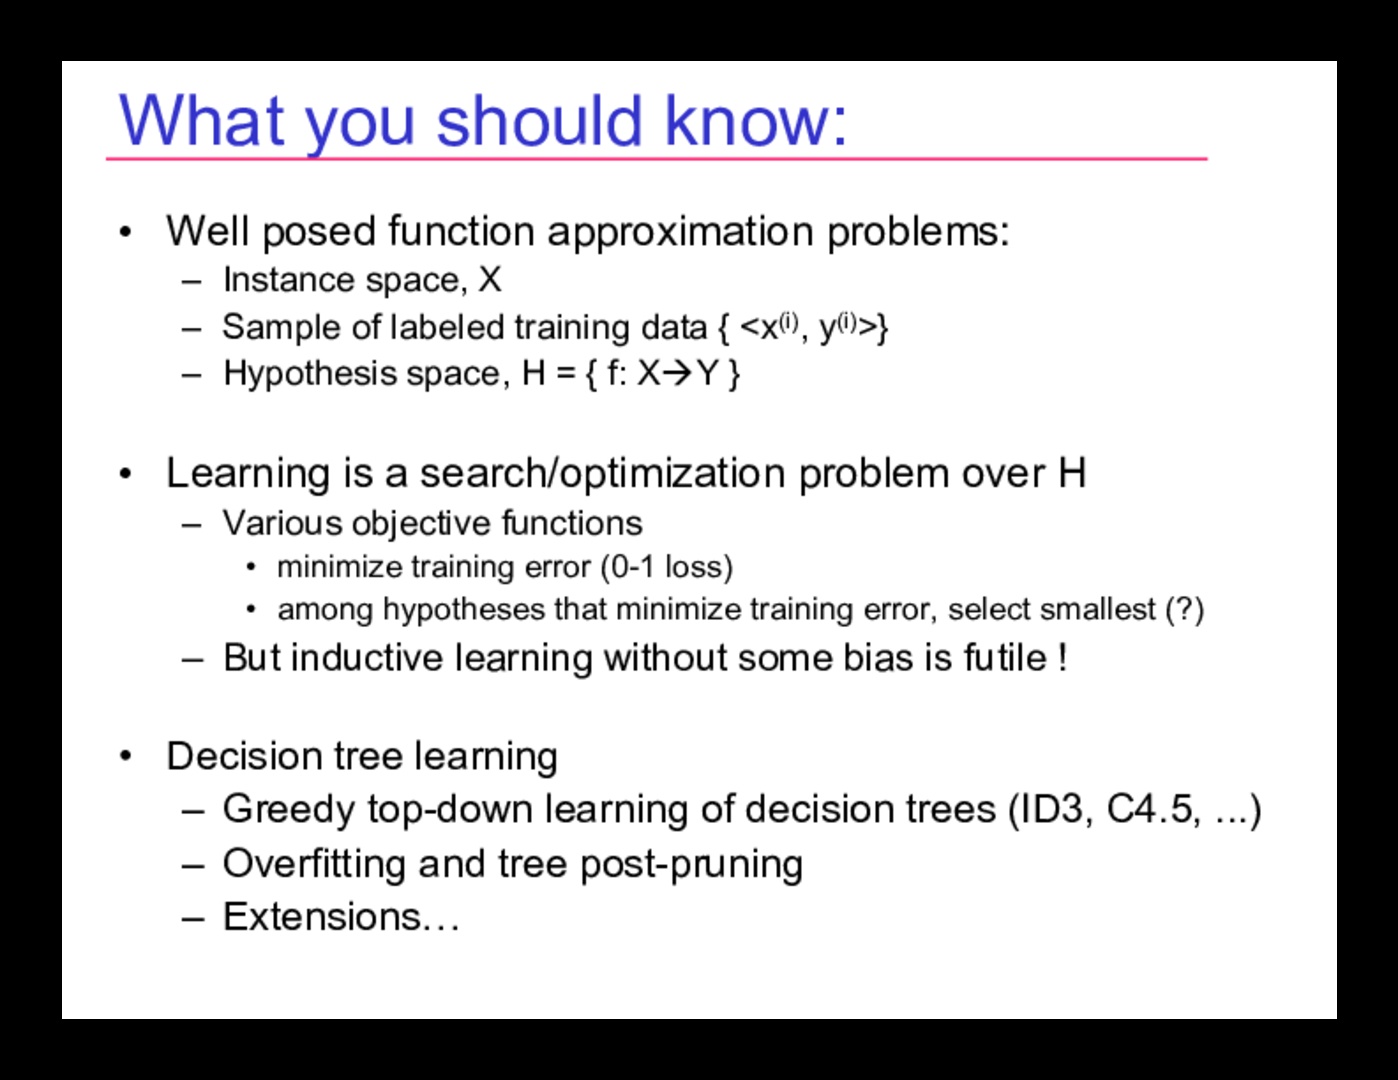 What you should know:
• Well posed function approximation problems:
– Instance space, X
– Sample of labeled training data { <x⁽ⁱ⁾, y⁽ⁱ⁾>}
– Hypothesis space, H = { f: X→Y }
• Learning is a search/optimization problem over H
– Various objective functions
• minimize training error (0-1 loss)
• among hypotheses that minimize training error, select smallest (?)
– But inductive learning without some bias is futile !
• Decision tree learning
– Greedy top-down learning of decision trees (ID3, C4.5, ...)
– Overfitting and tree post-pruning
– Extensions…